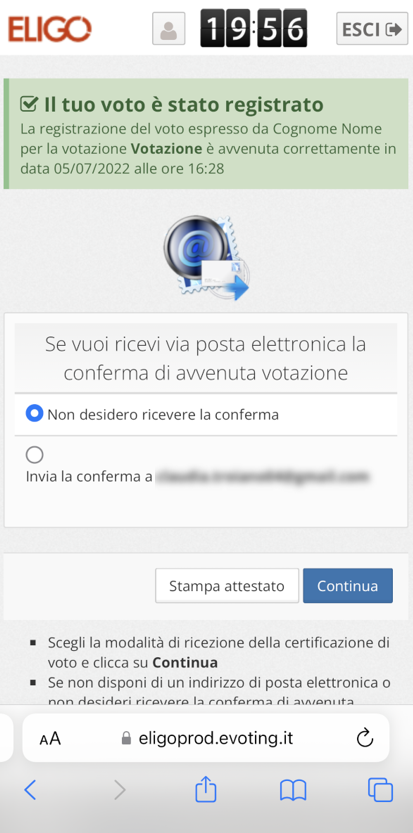 ELIGO
19:56
ESCI
Il tuo voto è stato registrato
La registrazione del voto espresso da Cognome Nome
per la votazione Votazione è avvenuta correttamente in
data 05/07/2022 alle ore 16:28
@
Se vuoi ricevi via posta elettronica la
conferma di avvenuta votazione
Non desidero ricevere la conferma
Invia la conferma a
Stampa attestato
Continua
Scegli la modalità di ricezione della certificazione di
voto e clicca su Continua
Se non disponi di un indirizzo di posta elettronica o
non desideri ricevere la conferma di avvenuta
AA
eligoprod.evoting.it